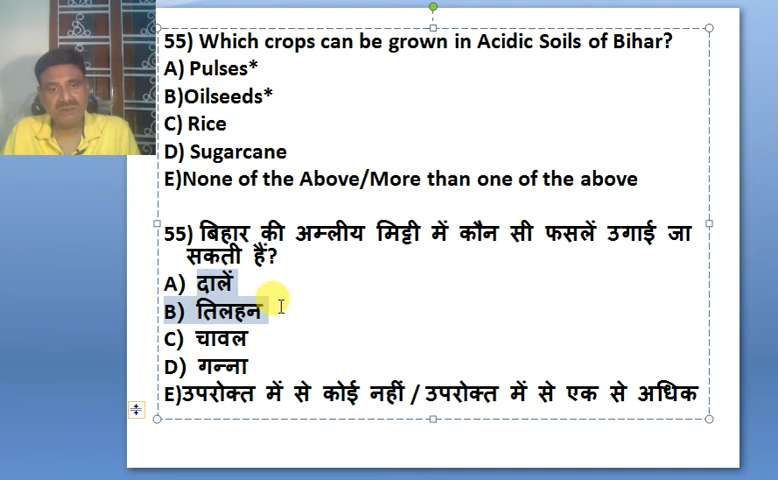 55) Which crops can be grown in Acidic Soils of Bihar?
A) Pulses*
B)Oilseeds*
C) Rice
D) Sugarcane
E)None of the Above/More than one of the above
55) बिहार की अम्लीय मिट्टी में कौन सी फसलें उगाई जा
सकती हैं?
A) दालें
B) तिलहन
C) चावल
D) गन्ना
E)उपरोक्त में से कोई नहीं / उपरोक्त में से एक से अधिक